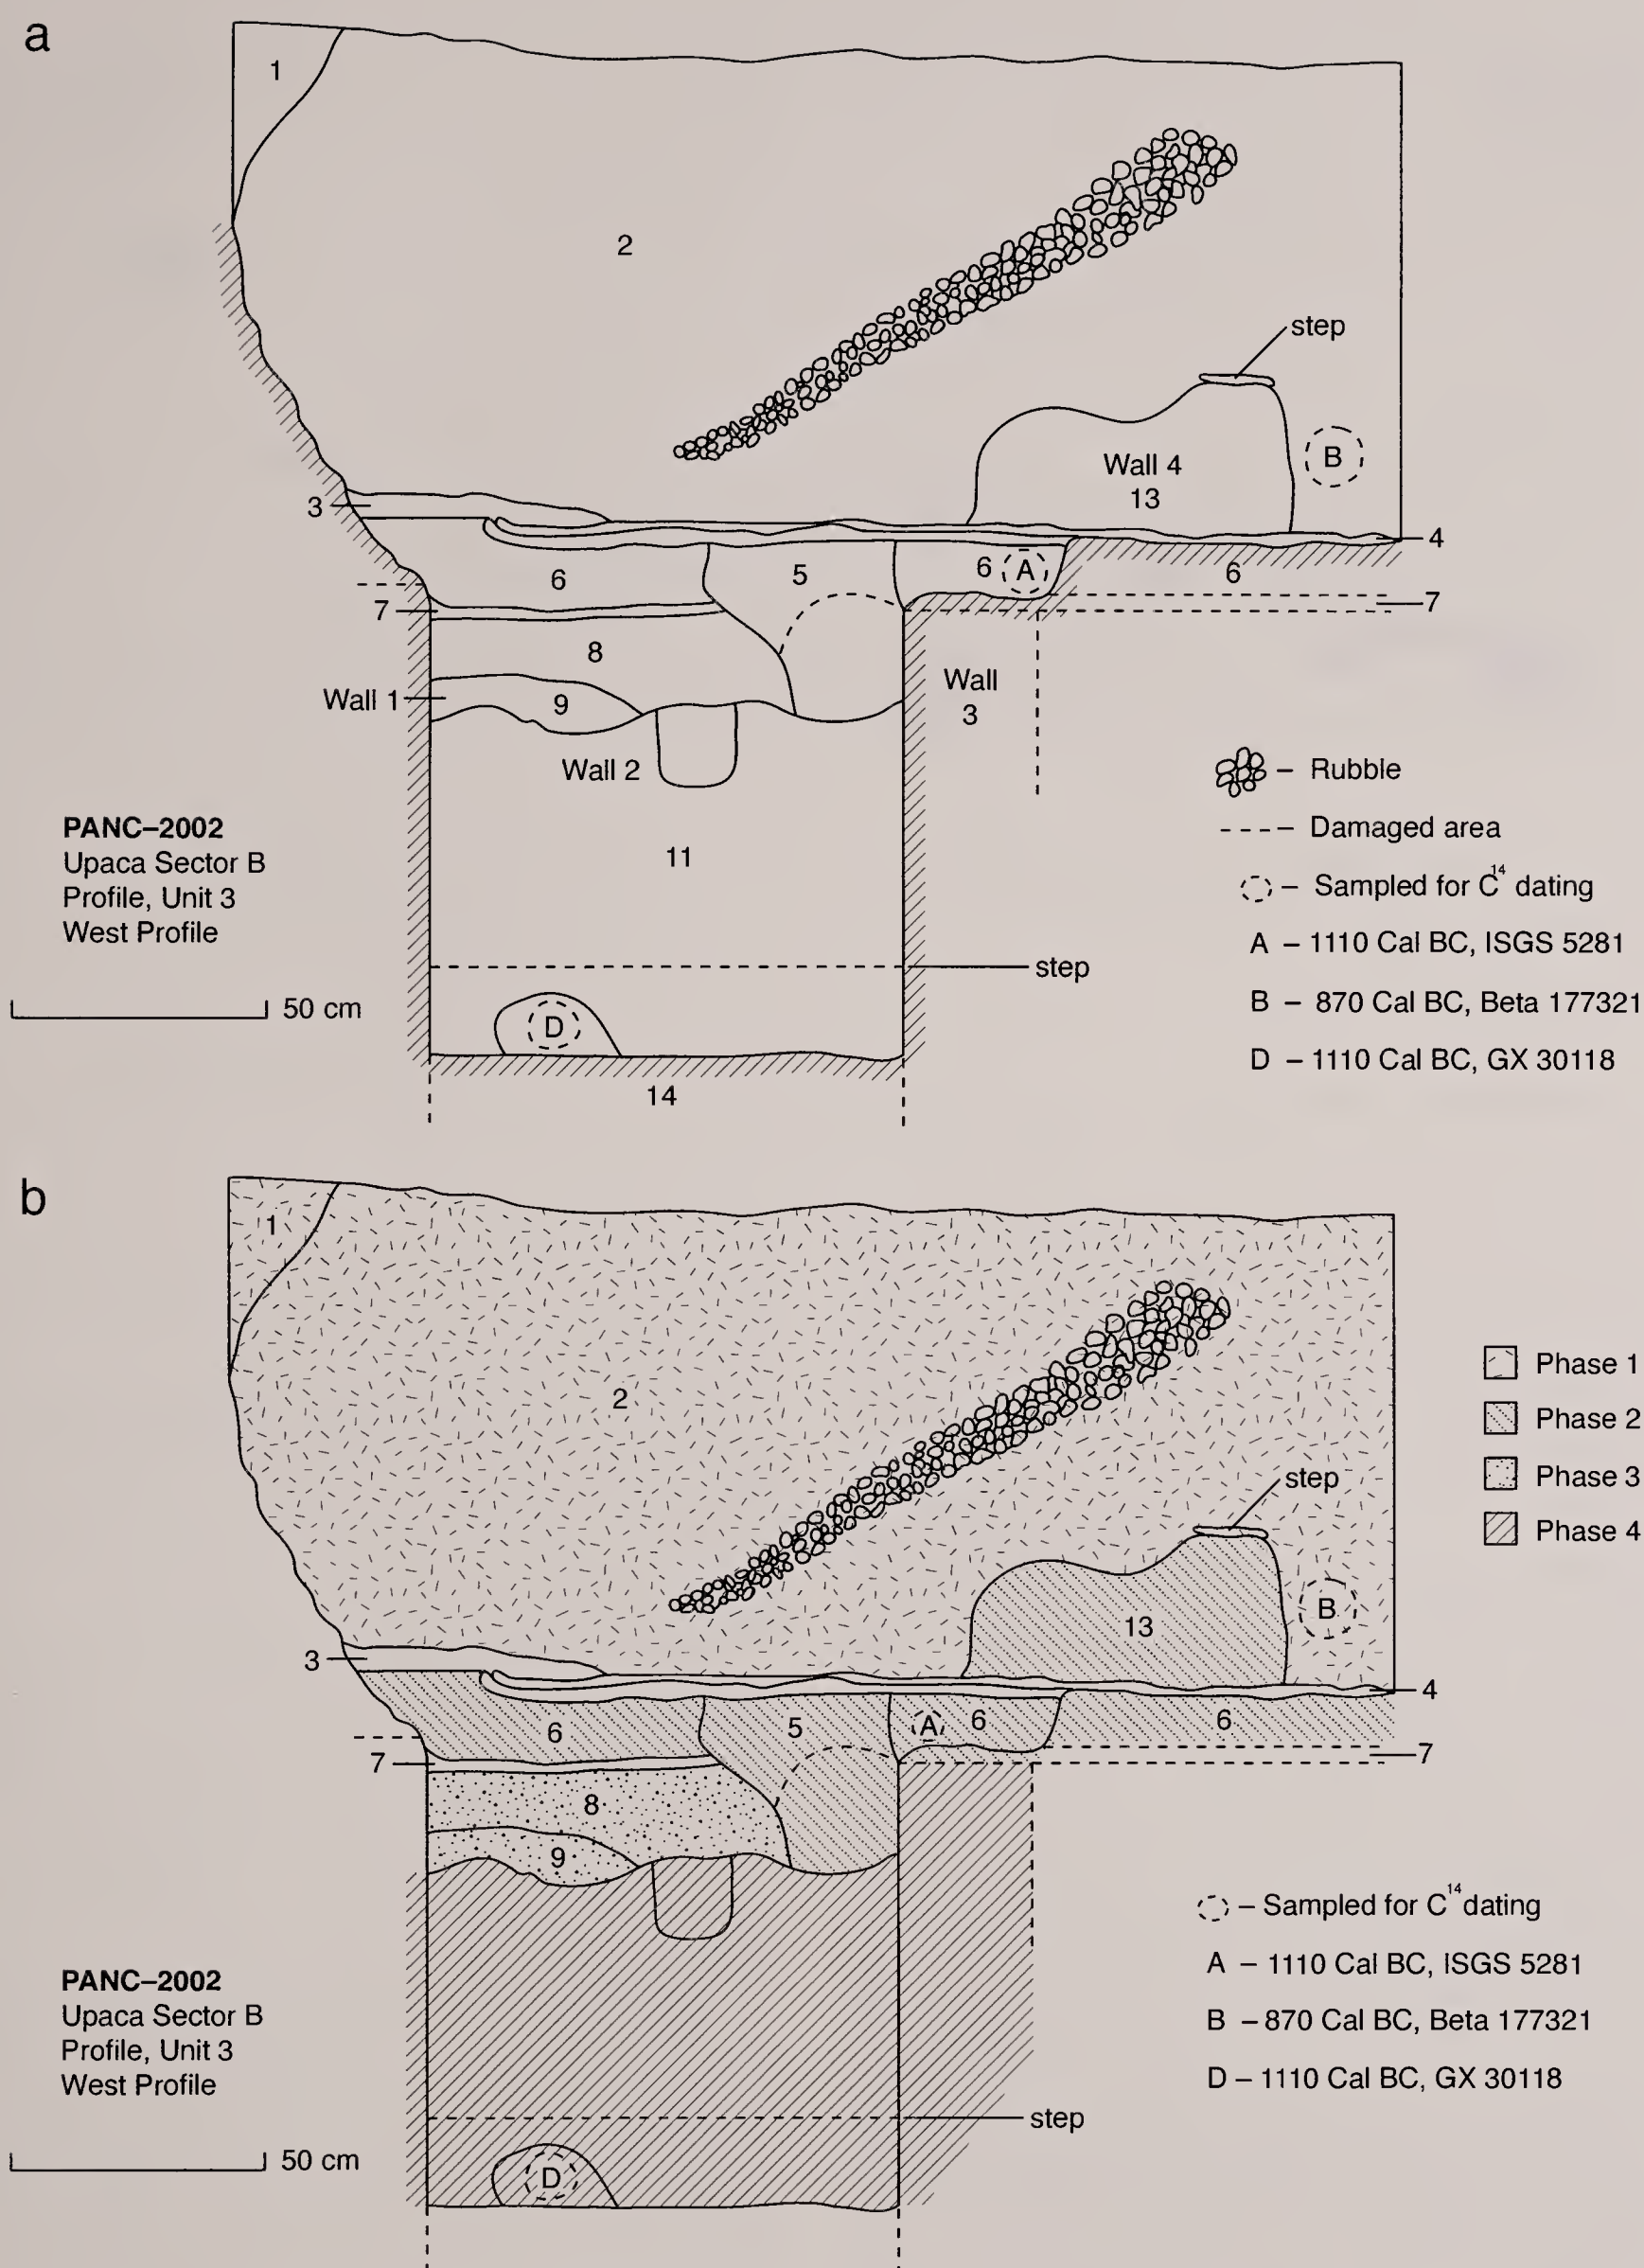 a
1
2
step
Wall 4
13
B
3
4
6
5
6
A
6
7
7
8
Wall 1
9
Wall
3
Wall 2
11
Rubble
Damaged area
Sampled for C14 dating
A – 1110 Cal BC, ISGS 5281
B – 870 Cal BC, Beta 177321
D – 1110 Cal BC, GX 30118
PANC–2002
Upaca Sector B
Profile, Unit 3
West Profile
50 cm
step
D
14
b
1
2
step
Phase 1
Phase 2
Phase 3
Phase 4
13
B
3
4
6
5
A
6
6
7
7
8
9
Sampled for C14 dating
A – 1110 Cal BC, ISGS 5281
B – 870 Cal BC, Beta 177321
D – 1110 Cal BC, GX 30118
PANC–2002
Upaca Sector B
Profile, Unit 3
West Profile
50 cm
step
D